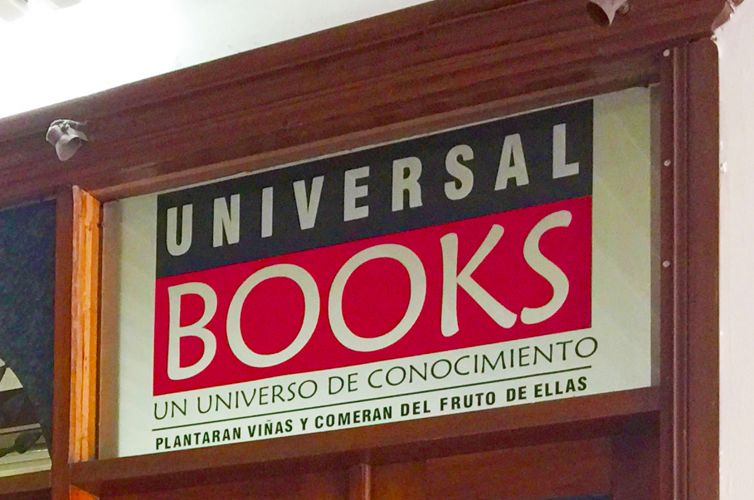 UNIVERSAL
BOOKS
UN UNIVERSO DE CONOCIMIENTO
PLANTARAN VIÑAS Y COMERAN DEL FRUTO DE ELLAS